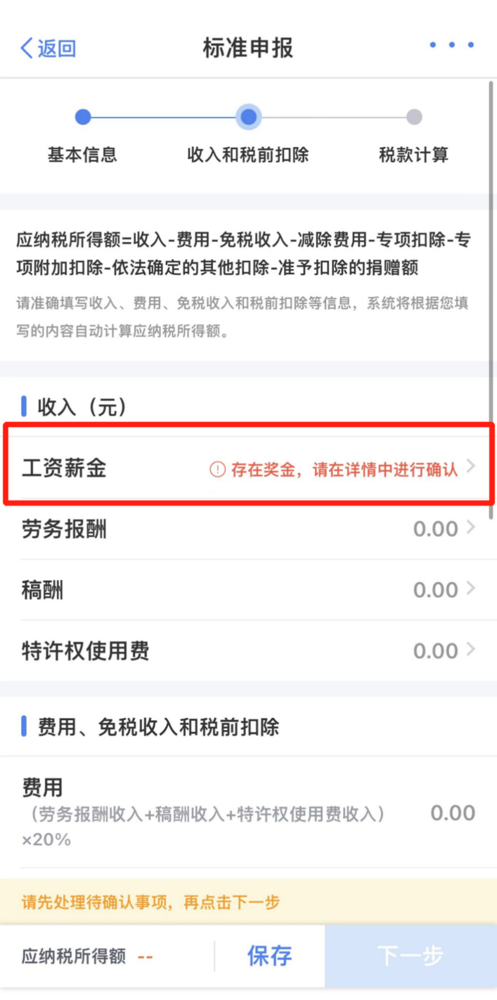 返回
标准申报
基本信息
收入和税前扣除
税款计算
应纳税所得额=收入-费用-免税收入-减除费用-专项扣除-专
项附加扣除-依法确定的其他扣除-准予扣除的捐赠额
请准确填写收入、费用、免税收入和税前扣除等信息，系统将根据您填
写的内容自动计算应纳税所得额。
收入（元）
工资薪金 存在奖金，请在详情中进行确认
劳务报酬 0.00
稿酬 0.00
特许权使用费 0.00
费用、免税收入和税前扣除
费用
（劳务报酬收入+稿酬收入+特许权使用费收入） 0.00
×20%
请先处理待确认事项，再点击下一步
应纳税所得额 -- 保存 下一步